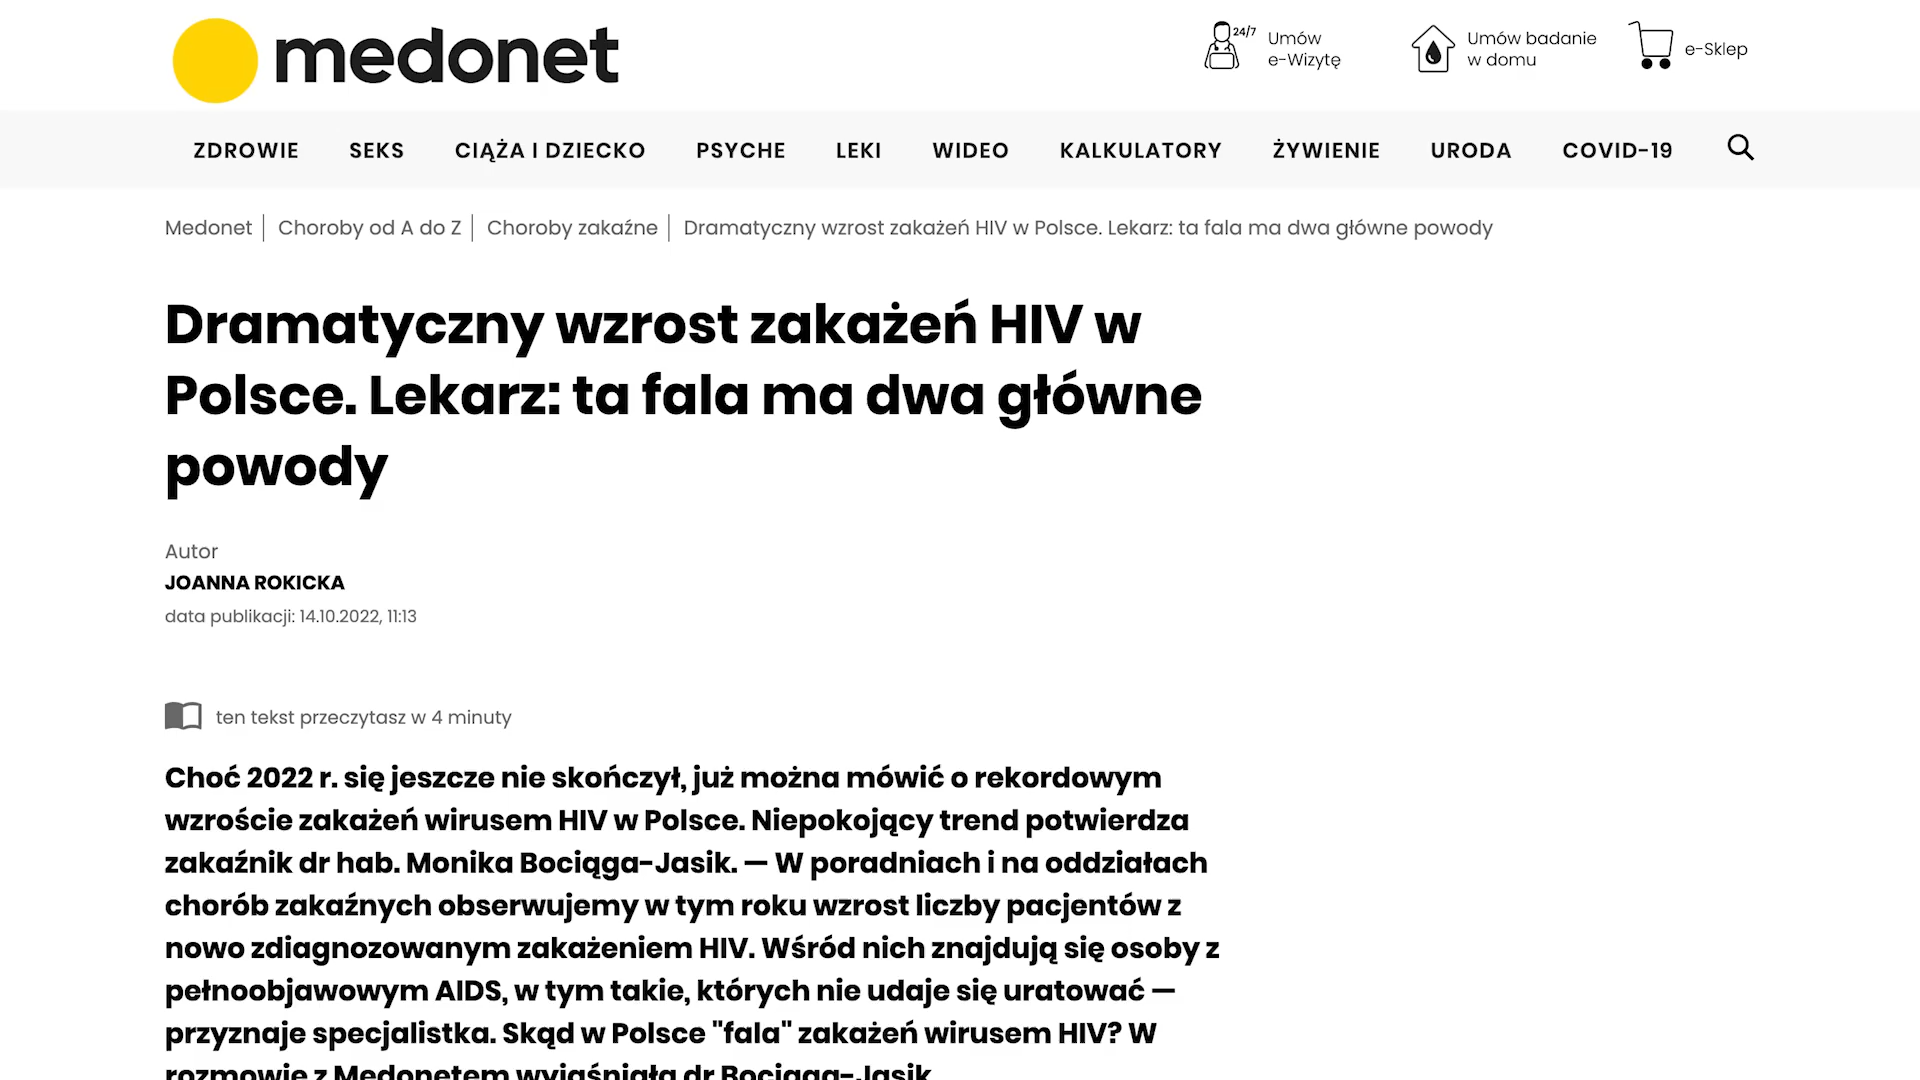 medonet
24/7
Umów
e-Wizytę
Umów badanie
w domu
e-Sklep
ZDROWIE SEKS CIĄŻA I DZIECKO PSYCHE LEKI WIDEO KALKULATORY ŻYWIENIE URODA COVID-19
Medonet Choroby od A do Z Choroby zakaźne Dramatyczny wzrost zakażeń HIV w Polsce. Lekarz: ta fala ma dwa główne powody
Dramatyczny wzrost zakażeń HIV w
Polsce. Lekarz: ta fala ma dwa główne
powody
Autor
JOANNA ROKICKA
data publikacji: 14.10.2022, 11:13
ten tekst przeczytasz w 4 minuty
Choć 2022 r. się jeszcze nie skończył, już można mówić o rekordowym
wzroście zakażeń wirusem HIV w Polsce. Niepokojący trend potwierdza
zakaźnik dr hab. Monika Bociąga-Jasik. — W poradniach i na oddziałach
chorób zakaźnych obserwujemy w tym roku wzrost liczby pacjentów z
nowo zdiagnozowanym zakażeniem HIV. Wśród nich znajdują się osoby z
pełnoobjawowym AIDS, w tym takie, których nie udaje się uratować —
przyznaje specjalistka. Skąd w Polsce "fala" zakażeń wirusem HIV? W
rozmowie z Medonetem wyjaśniała dr Bociąga-Jasik.